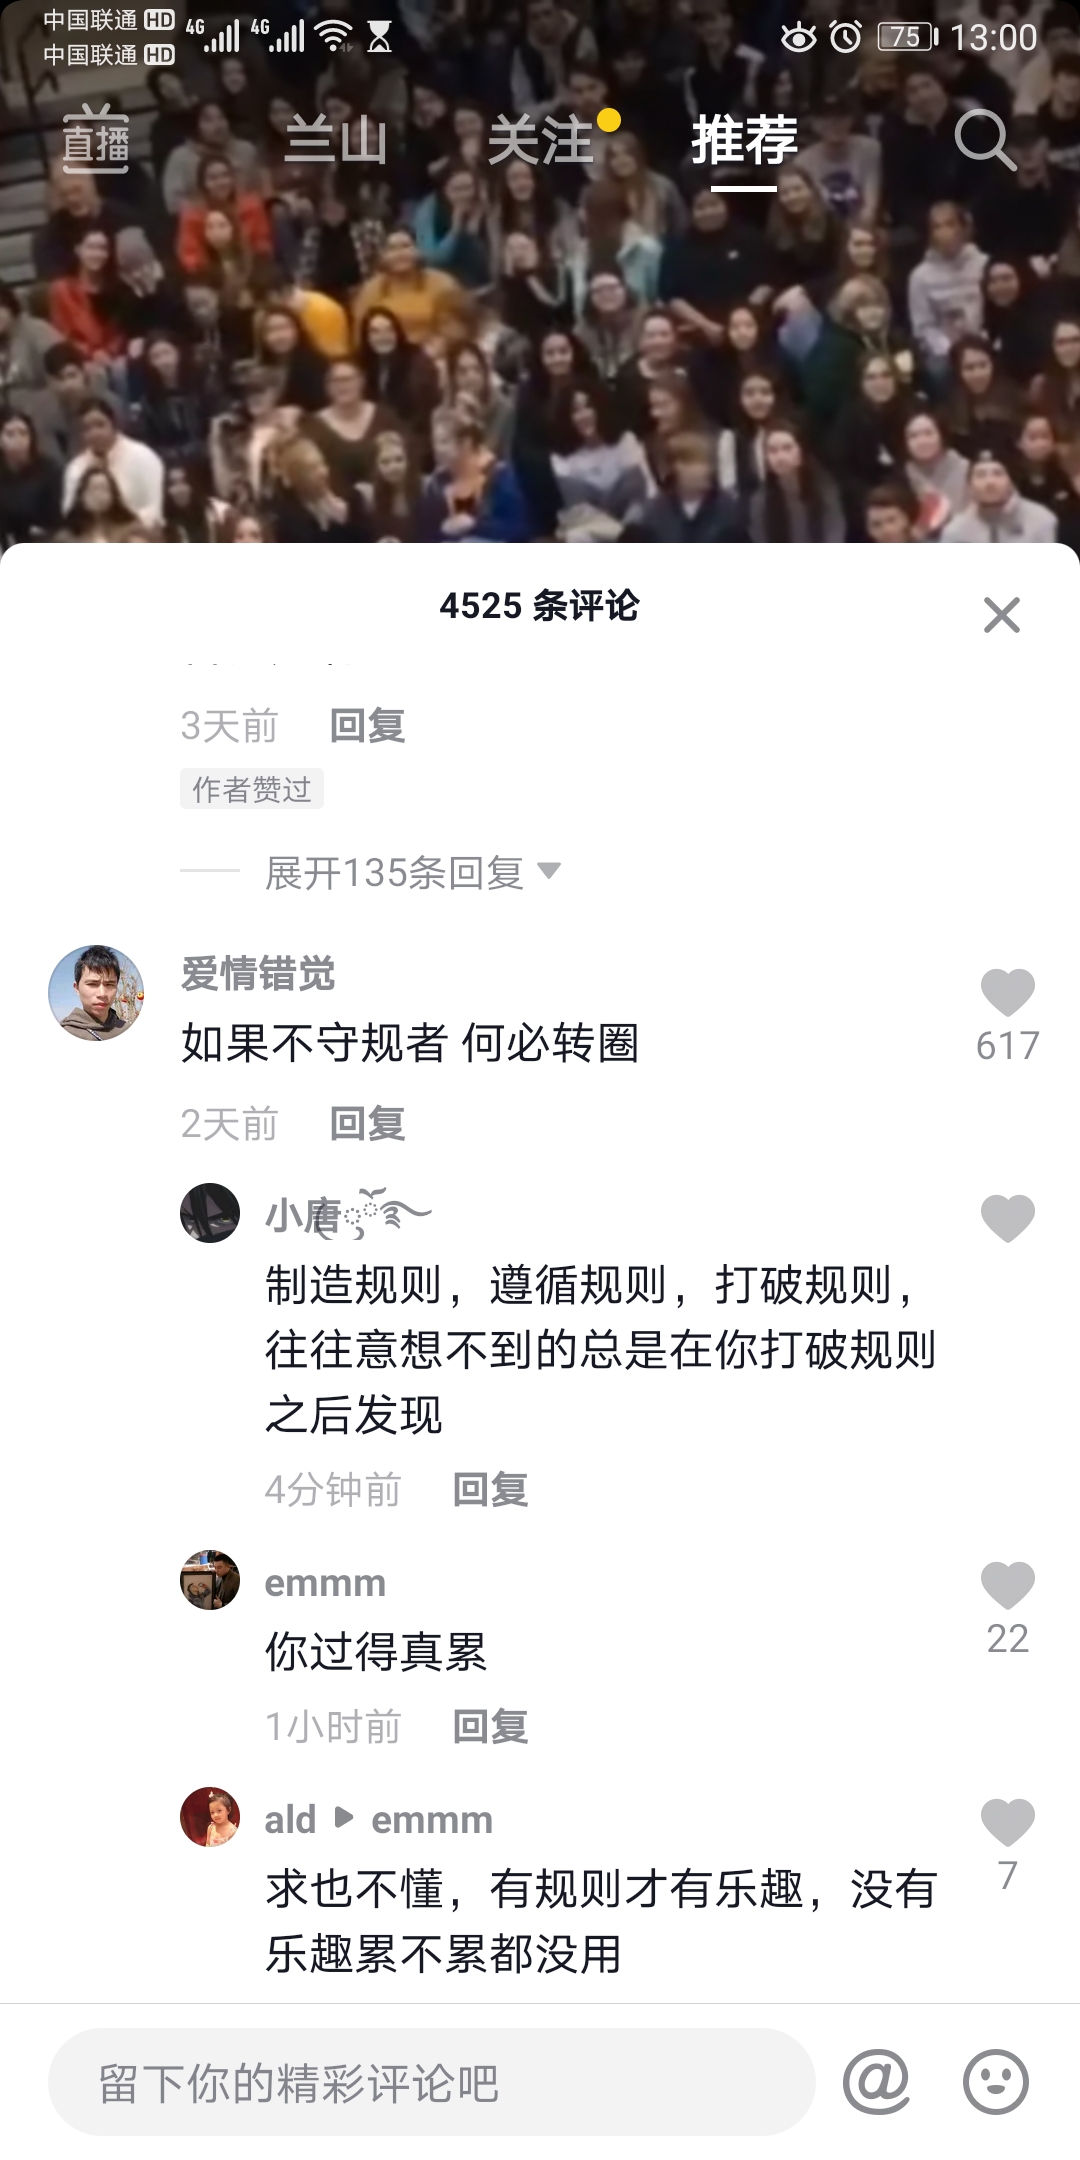 中国联通 HD 4G 4G 75 13:00
中国联通 HD
直播 兰山 关注 推荐
4525 条评论
3天前 回复
作者赞过
展开135条回复
爱情错觉
如果不守规者 何必转圈
617
2天前 回复
小唐
制造规则，遵循规则，打破规则，
往往意想不到的总是在你打破规则
之后发现
4分钟前 回复
emmm
你过得真累
22
1小时前 回复
ald ▶ emmm
求也不懂，有规则才有乐趣，没有
乐趣累不累都没用
7
留下你的精彩评论吧 @